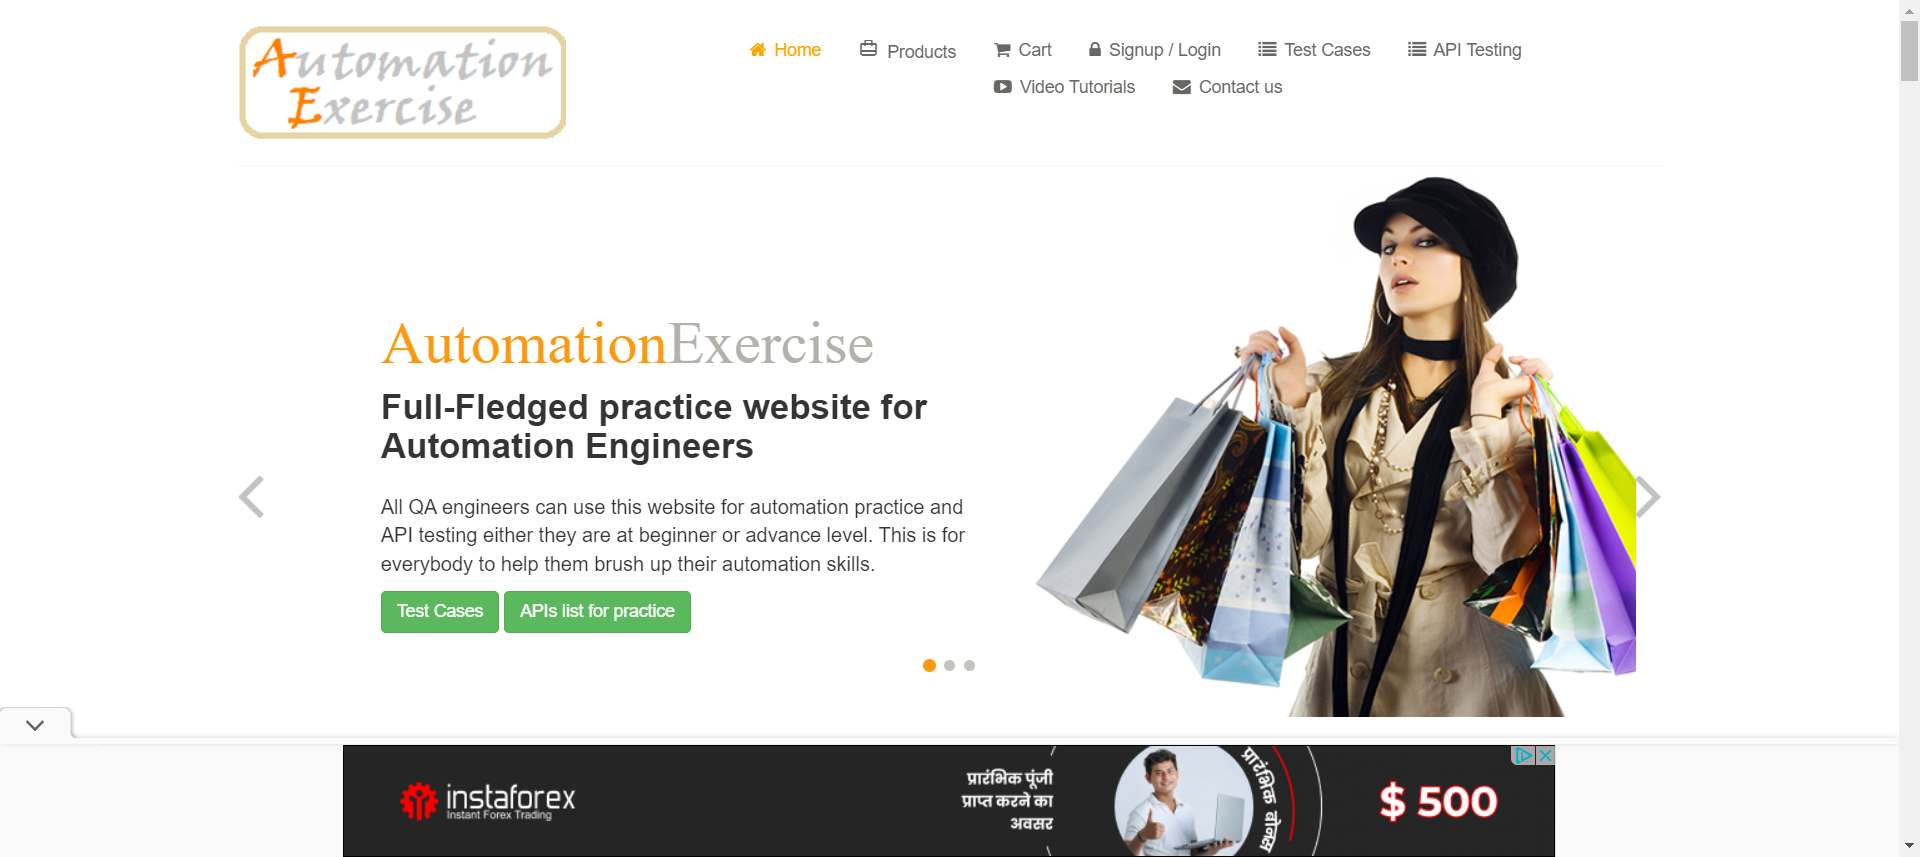 Automation
Exercise
Home
Products
Cart
Signup / Login
Test Cases
API Testing
Video Tutorials
Contact us
AutomationExercise
Full-Fledged practice website for
Automation Engineers
All QA engineers can use this website for automation practice and
API testing either they are at beginner or advance level. This is for
everybody to help them brush up their automation skills.
Test Cases
APIs list for practice
instaforex
Instant Forex Trading
प्रारंभिक पूंजी
प्राप्त करने का
अवसर
प्रारंभिक बोनस
$ 500